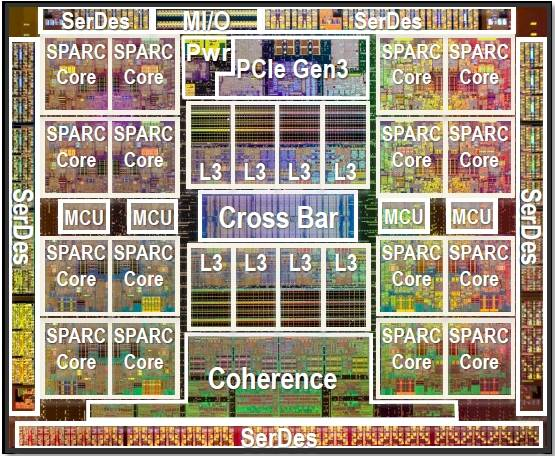 SerDes MI/O SerDes
Pwr
PCIe Gen3
SPARC SPARC SPARC SPARC
Core Core Core Core
SPARC SPARC SPARC SPARC
Core Core Core Core
L3 L3 L3 L3
SerDes SerDes
MCU MCU Cross Bar MCU MCU
L3 L3 L3 L3
SPARC SPARC SPARC SPARC
Core Core Core Core
SPARC SPARC SPARC SPARC
Core Core Core Core
Coherence
SerDes